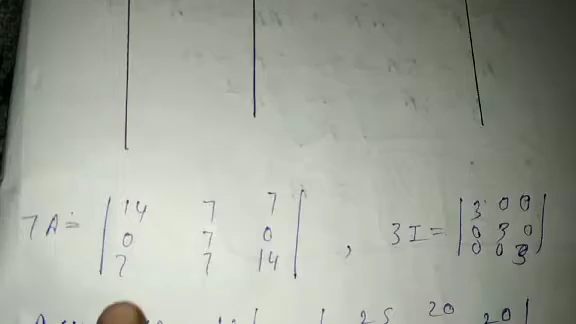 7A = | 14 7 7 | , 3I = | 3 0 0 |
| 0 7 0 | | 0 3 0 |
| 7 7 14 | | 0 0 3 |
25 20 20